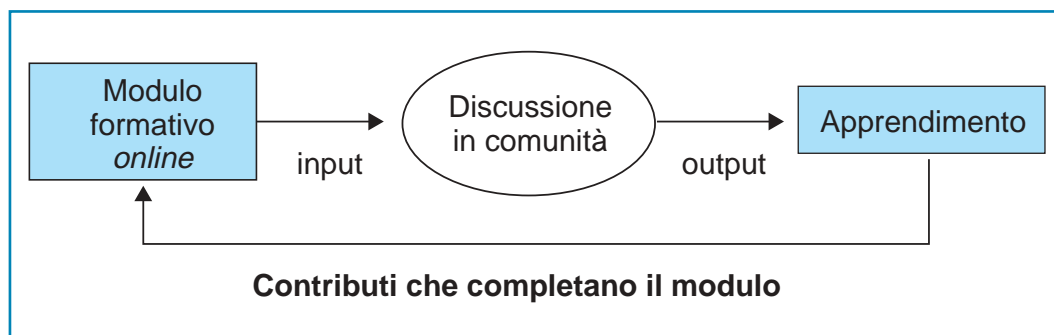 Modulo
formativo
online
input
Discussione
in comunità
output
Apprendimento
Contributi che completano il modulo